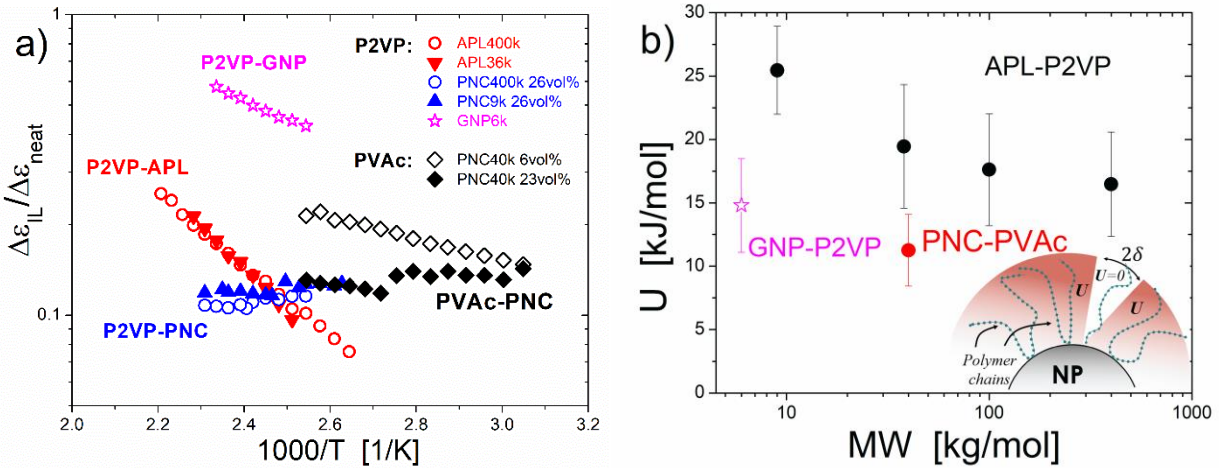 a)
P2VP:
APL400k
APL36k
PNC400k 26vol%
PNC9k 26vol%
GNP6k
PVAc:
PNC40k 6vol%
PNC40k 23vol%
P2VP-GNP
P2VP-APL
P2VP-PNC
PVAc-PNC
1
0.1
Δε_IL/Δε_neat
2.0 2.2 2.4 2.6 2.8 3.0 3.2
1000/T [1/K]
b)
30
25
20
15
10
5
0
U [kJ/mol]
APL-P2VP
GNP-P2VP
PNC-PVAc
2δ
U=0
U
U
Polymer
chains
NP
10 100 1000
MW [kg/mol]